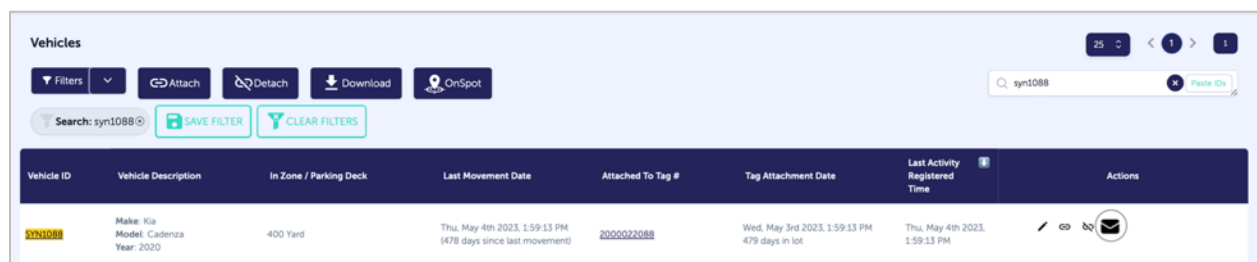 Vehicles
25
1
1
Filters
Attach
Detach
Download
OnSpot
syn1088
Paste IDs
Search: syn1088
SAVE FILTER
CLEAR FILTERS
Vehicle ID
Vehicle Description
In Zone / Parking Deck
Last Movement Date
Attached To Tag #
Tag Attachment Date
Last Activity
Registered
Time
Actions
SYN1088
Make: Kia
Model: Cadenza
Year: 2020
400 Yard
Thu, May 4th 2023, 1:59:13 PM
(478 days since last movement)
2000022088
Wed, May 3rd 2023, 1:59:13 PM
479 days in lot
Thu, May 4th 2023,
1:59:13 PM